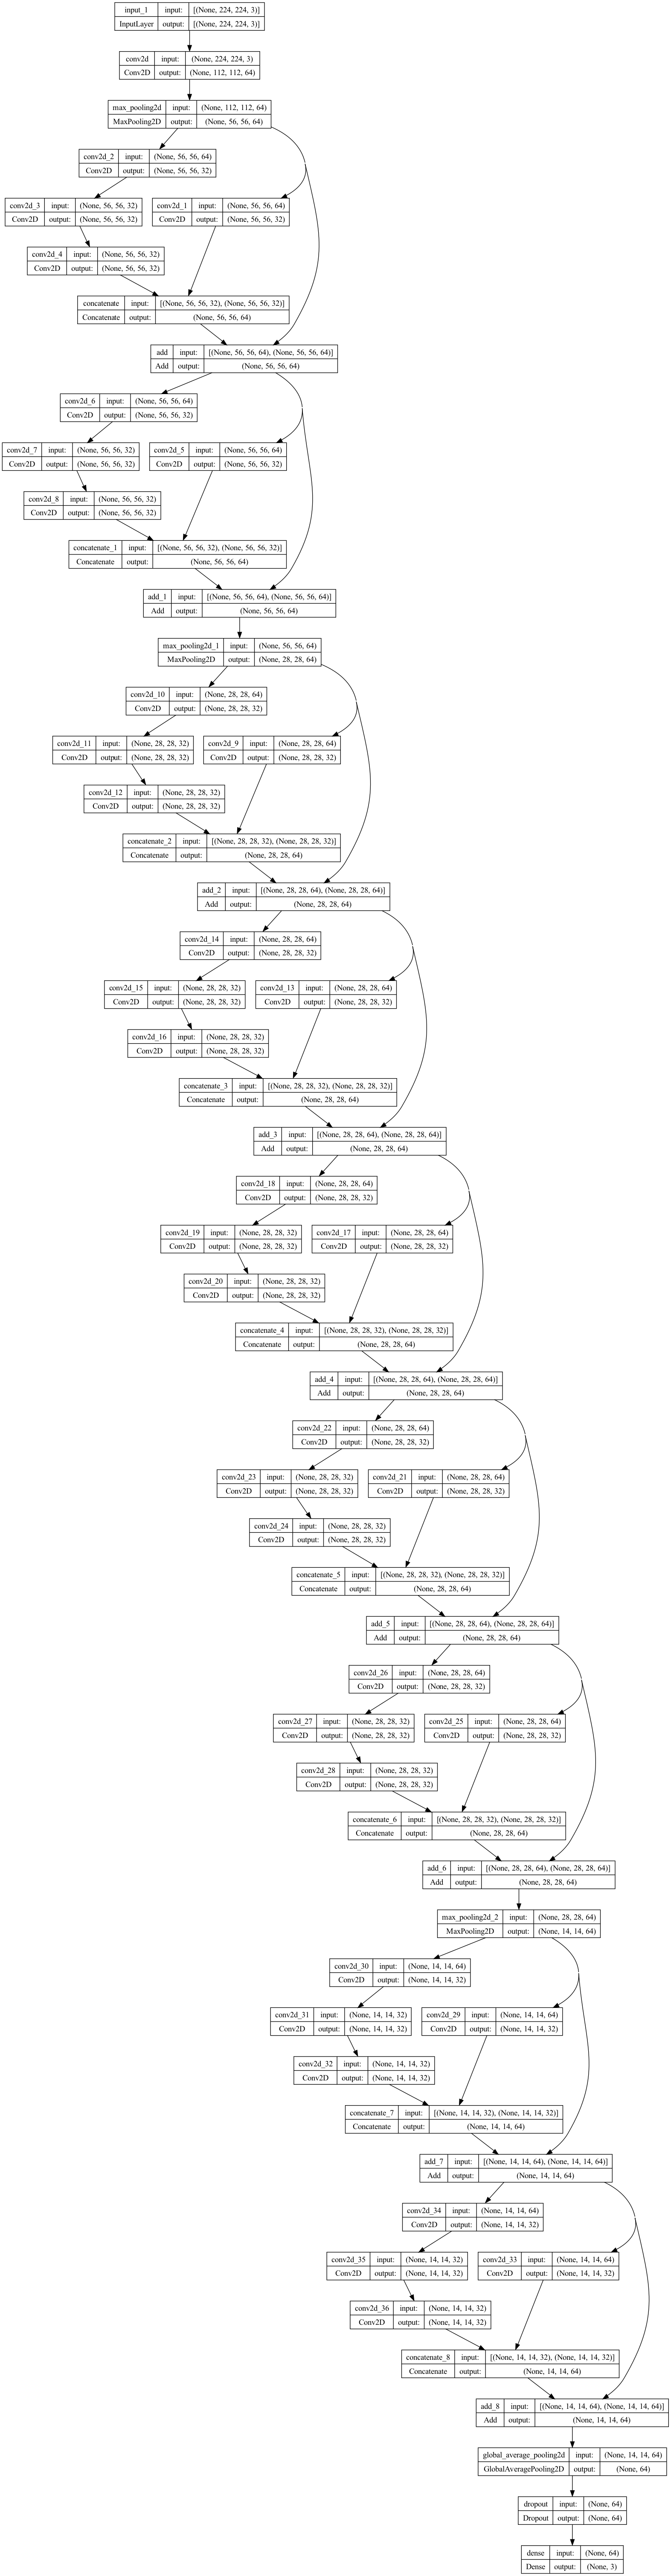 input_1 input: [(None, 224, 224, 3)]
InputLayer output: [(None, 224, 224, 3)]
conv2d input: (None, 224, 224, 3)
Conv2D output: (None, 112, 112, 64)
max_pooling2d input: (None, 112, 112, 64)
MaxPooling2D output: (None, 56, 56, 64)
conv2d_2 input: (None, 56, 56, 64)
Conv2D output: (None, 56, 56, 32)
conv2d_3 input: (None, 56, 56, 32)
Conv2D output: (None, 56, 56, 32)
conv2d_1 input: (None, 56, 56, 64)
Conv2D output: (None, 56, 56, 32)
conv2d_4 input: (None, 56, 56, 32)
Conv2D output: (None, 56, 56, 32)
concatenate input: [(None, 56, 56, 32), (None, 56, 56, 32)]
Concatenate output: (None, 56, 56, 64)
add input: [(None, 56, 56, 64), (None, 56, 56, 64)]
Add output: (None, 56, 56, 64)
conv2d_6 input: (None, 56, 56, 64)
Conv2D output: (None, 56, 56, 32)
conv2d_7 input: (None, 56, 56, 32)
Conv2D output: (None, 56, 56, 32)
conv2d_5 input: (None, 56, 56, 64)
Conv2D output: (None, 56, 56, 32)
conv2d_8 input: (None, 56, 56, 32)
Conv2D output: (None, 56, 56, 32)
concatenate_1 input: [(None, 56, 56, 32), (None, 56, 56, 32)]
Concatenate output: (None, 56, 56, 64)
add_1 input: [(None, 56, 56, 64), (None, 56, 56, 64)]
Add output: (None, 56, 56, 64)
max_pooling2d_1 input: (None, 56, 56, 64)
MaxPooling2D output: (None, 28, 28, 64)
conv2d_10 input: (None, 28, 28, 64)
Conv2D output: (None, 28, 28, 32)
conv2d_11 input: (None, 28, 28, 32)
Conv2D output: (None, 28, 28, 32)
conv2d_9 input: (None, 28, 28, 64)
Conv2D output: (None, 28, 28, 32)
conv2d_12 input: (None, 28, 28, 32)
Conv2D output: (None, 28, 28, 32)
concatenate_2 input: [(None, 28, 28, 32), (None, 28, 28, 32)]
Concatenate output: (None, 28, 28, 64)
add_2 input: [(None, 28, 28, 64), (None, 28, 28, 64)]
Add output: (None, 28, 28, 64)
conv2d_14 input: (None, 28, 28, 64)
Conv2D output: (None, 28, 28, 32)
conv2d_15 input: (None, 28, 28, 32)
Conv2D output: (None, 28, 28, 32)
conv2d_13 input: (None, 28, 28, 64)
Conv2D output: (None, 28, 28, 32)
conv2d_16 input: (None, 28, 28, 32)
Conv2D output: (None, 28, 28, 32)
concatenate_3 input: [(None, 28, 28, 32), (None, 28, 28, 32)]
Concatenate output: (None, 28, 28, 64)
add_3 input: [(None, 28, 28, 64), (None, 28, 28, 64)]
Add output: (None, 28, 28, 64)
conv2d_18 input: (None, 28, 28, 64)
Conv2D output: (None, 28, 28, 32)
conv2d_19 input: (None, 28, 28, 32)
Conv2D output: (None, 28, 28, 32)
conv2d_17 input: (None, 28, 28, 64)
Conv2D output: (None, 28, 28, 32)
conv2d_20 input: (None, 28, 28, 32)
Conv2D output: (None, 28, 28, 32)
concatenate_4 input: [(None, 28, 28, 32), (None, 28, 28, 32)]
Concatenate output: (None, 28, 28, 64)
add_4 input: [(None, 28, 28, 64), (None, 28, 28, 64)]
Add output: (None, 28, 28, 64)
conv2d_22 input: (None, 28, 28, 64)
Conv2D output: (None, 28, 28, 32)
conv2d_23 input: (None, 28, 28, 32)
Conv2D output: (None, 28, 28, 32)
conv2d_21 input: (None, 28, 28, 64)
Conv2D output: (None, 28, 28, 32)
conv2d_24 input: (None, 28, 28, 32)
Conv2D output: (None, 28, 28, 32)
concatenate_5 input: [(None, 28, 28, 32), (None, 28, 28, 32)]
Concatenate output: (None, 28, 28, 64)
add_5 input: [(None, 28, 28, 64), (None, 28, 28, 64)]
Add output: (None, 28, 28, 64)
conv2d_26 input: (None, 28, 28, 64)
Conv2D output: (None, 28, 28, 32)
conv2d_27 input: (None, 28, 28, 32)
Conv2D output: (None, 28, 28, 32)
conv2d_25 input: (None, 28, 28, 64)
Conv2D output: (None, 28, 28, 32)
conv2d_28 input: (None, 28, 28, 32)
Conv2D output: (None, 28, 28, 32)
concatenate_6 input: [(None, 28, 28, 32), (None, 28, 28, 32)]
Concatenate output: (None, 28, 28, 64)
add_6 input: [(None, 28, 28, 64), (None, 28, 28, 64)]
Add output: (None, 28, 28, 64)
max_pooling2d_2 input: (None, 28, 28, 64)
MaxPooling2D output: (None, 14, 14, 64)
conv2d_30 input: (None, 14, 14, 64)
Conv2D output: (None, 14, 14, 32)
conv2d_31 input: (None, 14, 14, 32)
Conv2D output: (None, 14, 14, 32)
conv2d_29 input: (None, 14, 14, 64)
Conv2D output: (None, 14, 14, 32)
conv2d_32 input: (None, 14, 14, 32)
Conv2D output: (None, 14, 14, 32)
concatenate_7 input: [(None, 14, 14, 32), (None, 14, 14, 32)]
Concatenate output: (None, 14, 14, 64)
add_7 input: [(None, 14, 14, 64), (None, 14, 14, 64)]
Add output: (None, 14, 14, 64)
conv2d_34 input: (None, 14, 14, 64)
Conv2D output: (None, 14, 14, 32)
conv2d_35 input: (None, 14, 14, 32)
Conv2D output: (None, 14, 14, 32)
conv2d_33 input: (None, 14, 14, 64)
Conv2D output: (None, 14, 14, 32)
conv2d_36 input: (None, 14, 14, 32)
Conv2D output: (None, 14, 14, 32)
concatenate_8 input: [(None, 14, 14, 32), (None, 14, 14, 32)]
Concatenate output: (None, 14, 14, 64)
add_8 input: [(None, 14, 14, 64), (None, 14, 14, 64)]
Add output: (None, 14, 14, 64)
global_average_pooling2d input: (None, 14, 14, 64)
GlobalAveragePooling2D output: (None, 64)
dropout input: (None, 64)
Dropout output: (None, 64)
dense input: (None, 64)
Dense output: (None, 3)